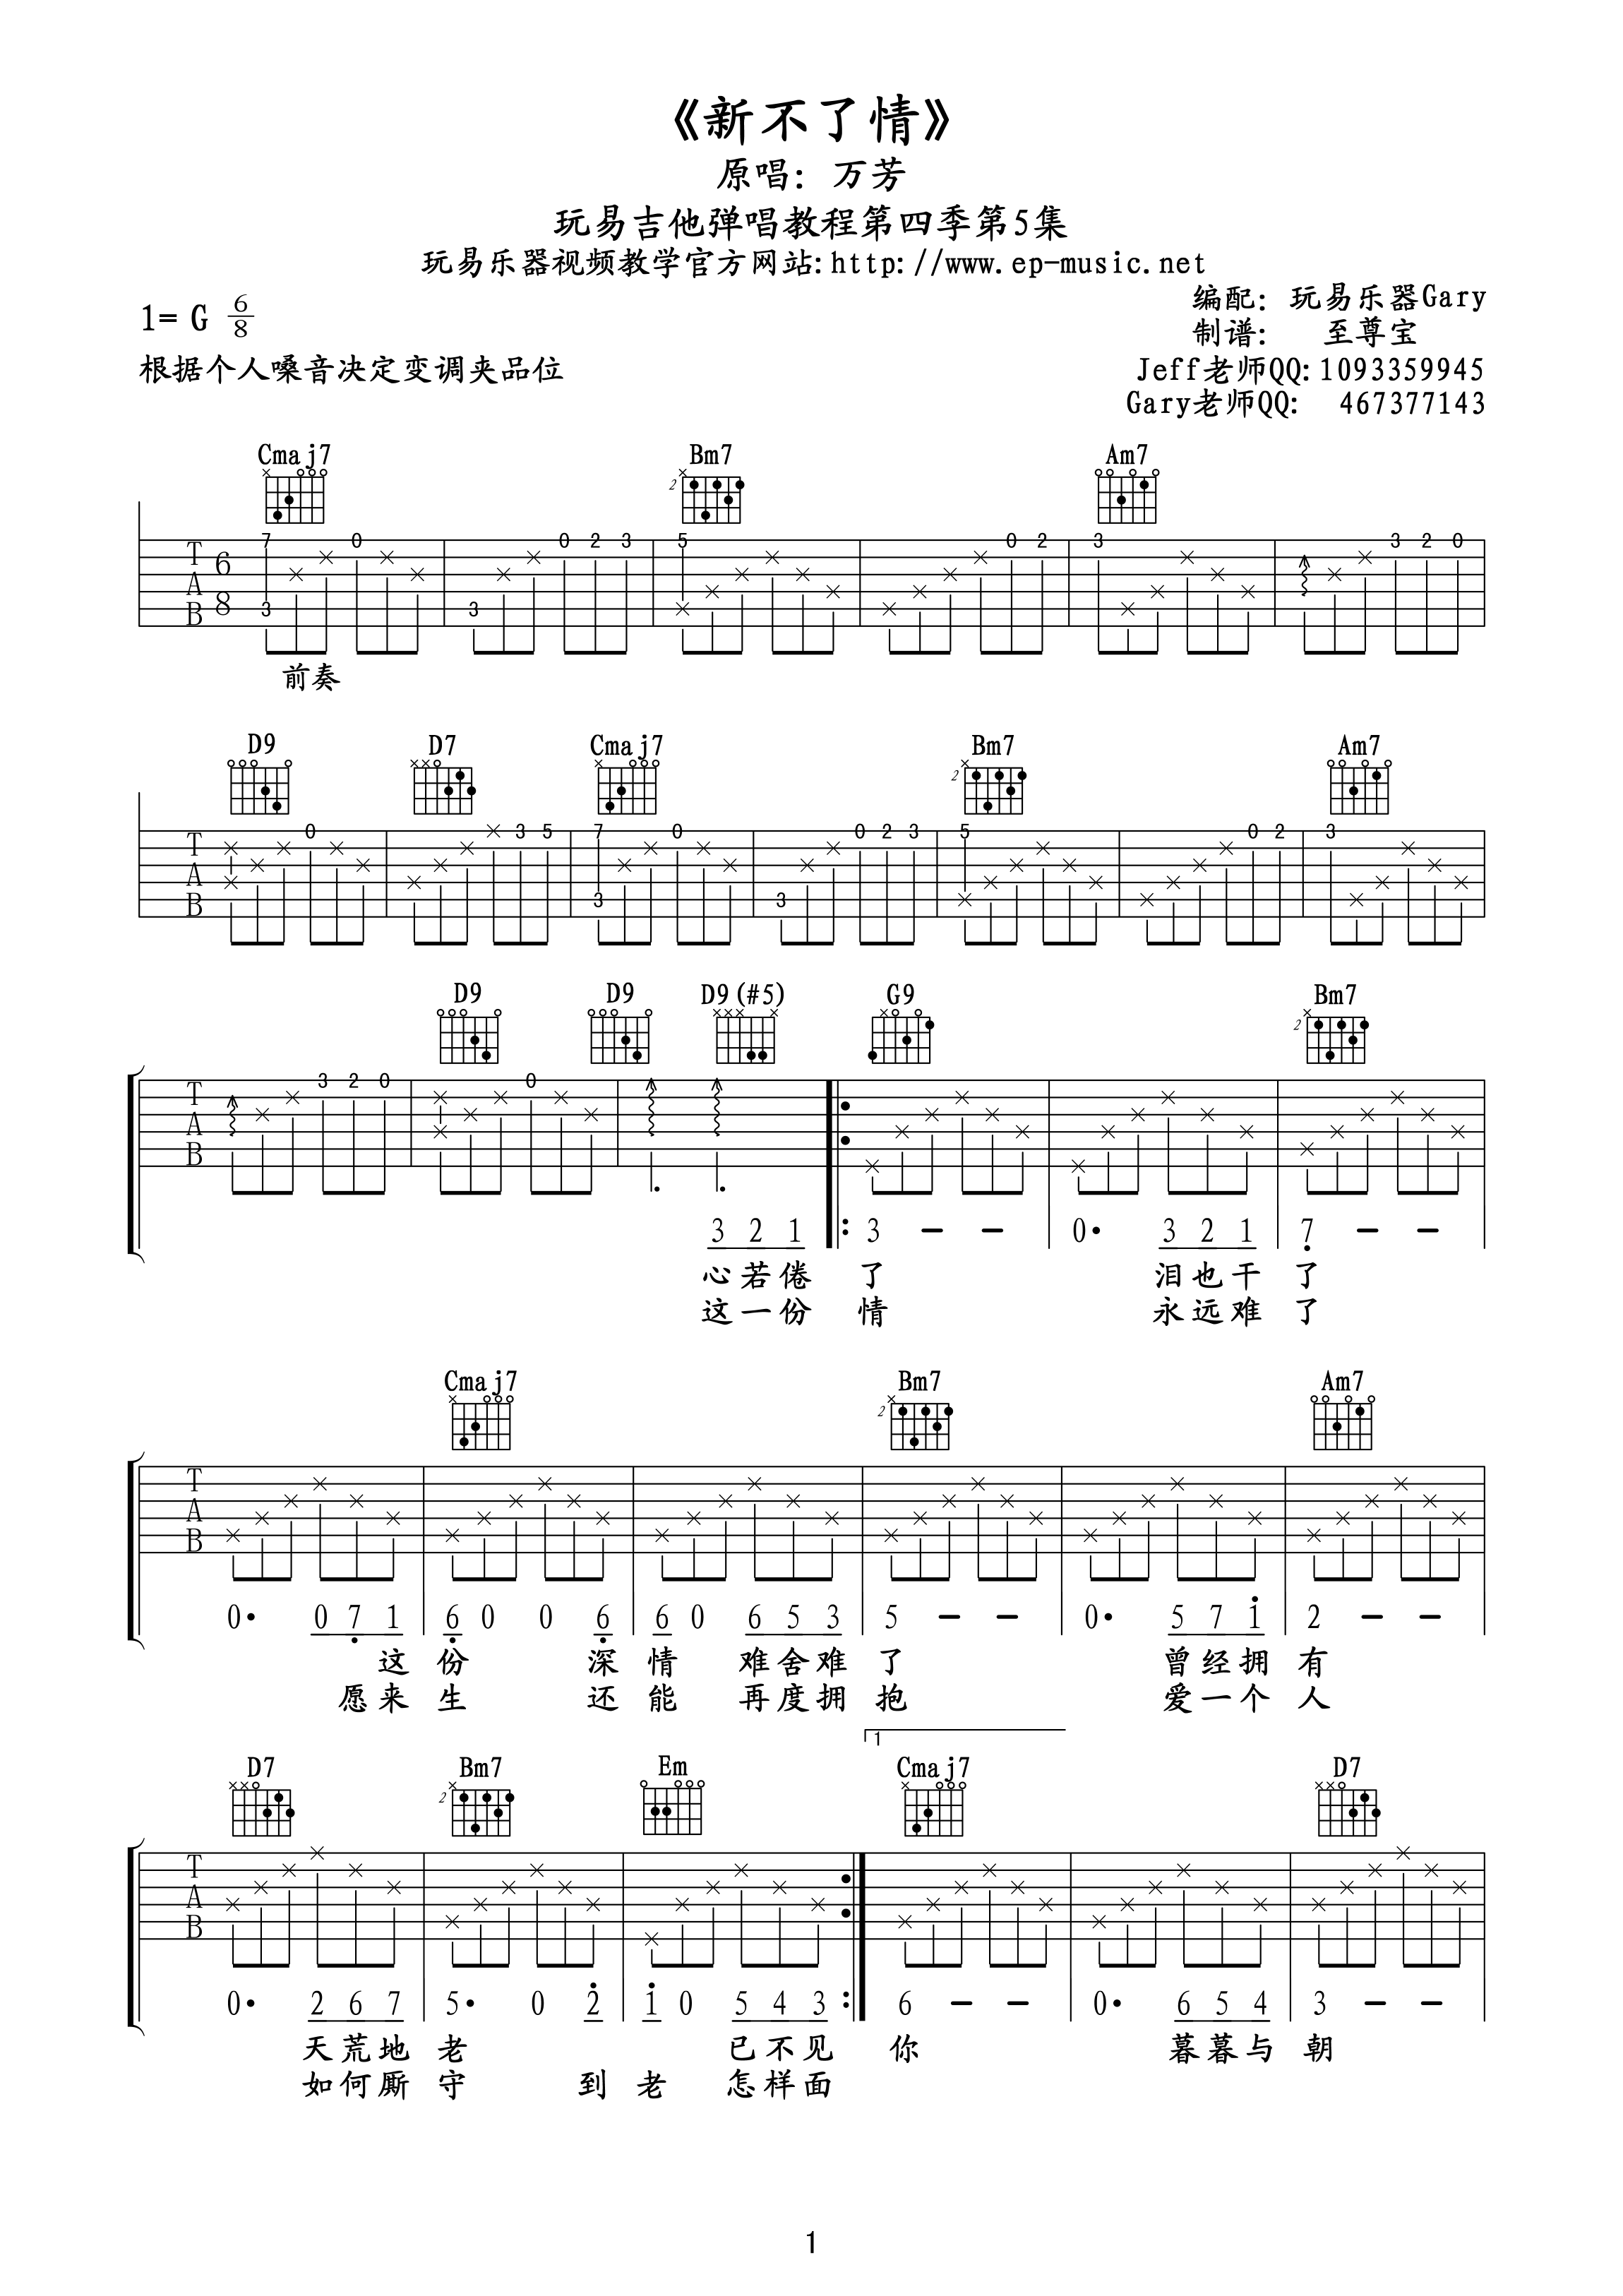 《新不了情》
原唱：万芳
玩易吉他弹唱教程第四季第5集
玩易乐器视频教学官方网站:http://www.ep-music.net
1= G 6/8
编配：玩易乐器Gary
制谱：至尊宝
根据个人嗓音决定变调夹品位
Jeff老师QQ:1093359945
Gary老师QQ: 467377143
Cmaj7 Bm7 Am7
2
T A B 6 8 7 3 0 3 0 2 3 5 0 2 3 3 2 0
前奏
D9 D7 Cmaj7 Bm7 Am7
2
T A B 0 3 5 7 3 0 3 0 2 3 5 0 2 3
D9 D9 D9(#5) G9 Bm7
2
T A B 3 2 0 0
3 2 1 3 - - 0· 3 2 1 7 - -
心若倦 了 泪也干 了
这一份 情 永远难 了
Cmaj7 Bm7 Am7
2
T A B
0· 0 7 1 6 0 0 6 6 0 6 5 3 5 - - 0· 5 7 1 2 - -
这 份 深 情 难舍难 了 曾经拥 有
愿来 生 还 能 再度拥 抱 爱一个 人
1
D7 Bm7 Em Cmaj7 D7
2
T A B
0· 2 6 7 5· 0 2 1 0 5 4 3 6 - - 0· 6 5 4 3 - -
天荒地 老 已不见 你 暮暮与 朝
如何厮 守 到 老 怎样面
1